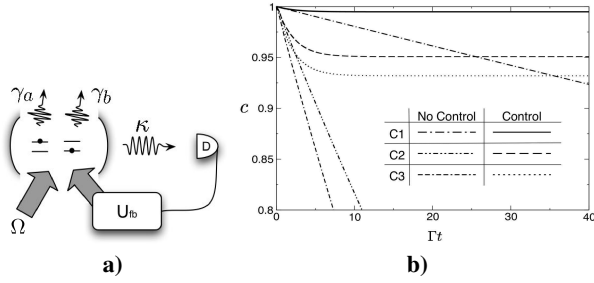 γa γb
κ
D
Ω
Ufb
a)
1
0.95
0.9
0.85
0.8
c
No Control Control
C1
C2
C3
0 10 20 30 40
Γt
b)